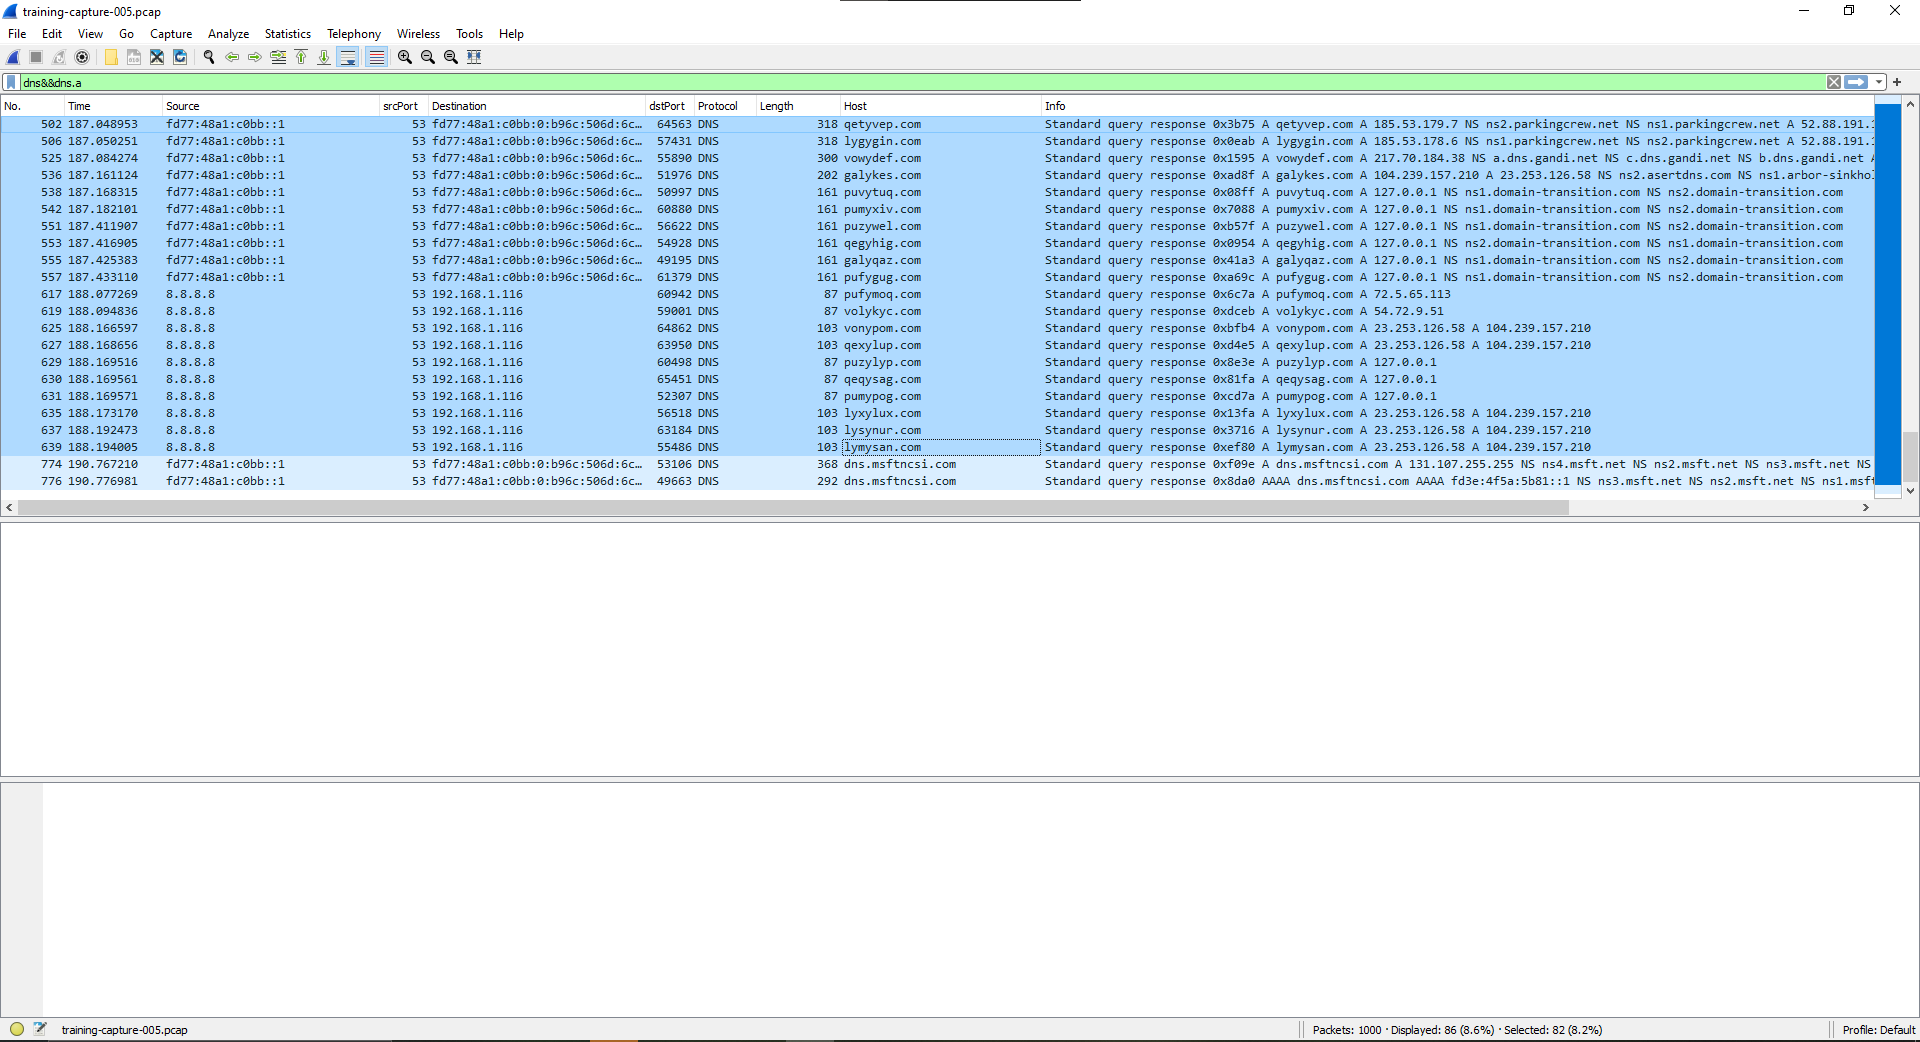 training-capture-005.pcap
File Edit View Go Capture Analyze Statistics Telephony Wireless Tools Help
dns&&dns.a
No. Time Source srcPort Destination dstPort Protocol Length Host Info
502 187.048953 fd77:48a1:c0bb::1 53 fd77:48a1:c0bb:0:b96c:506d:6c… 64563 DNS 318 qetyvep.com Standard query response 0x3b75 A qetyvep.com A 185.53.179.7 NS ns2.parkingcrew.net NS ns1.parkingcrew.net A 52.88.191.1
506 187.050251 fd77:48a1:c0bb::1 53 fd77:48a1:c0bb:0:b96c:506d:6c… 57431 DNS 318 lygygin.com Standard query response 0x0eab A lygygin.com A 185.53.178.6 NS ns1.parkingcrew.net NS ns2.parkingcrew.net A 52.88.191.1
525 187.084274 fd77:48a1:c0bb::1 53 fd77:48a1:c0bb:0:b96c:506d:6c… 55890 DNS 300 vowydef.com Standard query response 0x1595 A vowydef.com A 217.70.184.38 NS a.dns.gandi.net NS c.dns.gandi.net NS b.dns.gandi.net A
536 187.161124 fd77:48a1:c0bb::1 53 fd77:48a1:c0bb:0:b96c:506d:6c… 51976 DNS 202 galykes.com Standard query response 0xad8f A galykes.com A 104.239.157.210 A 23.253.126.58 NS ns2.asertdns.com NS ns1.arbor-sinkhol
538 187.168315 fd77:48a1:c0bb::1 53 fd77:48a1:c0bb:0:b96c:506d:6c… 50997 DNS 161 puvytuq.com Standard query response 0x08ff A puvytuq.com A 127.0.0.1 NS ns1.domain-transition.com NS ns2.domain-transition.com
542 187.182101 fd77:48a1:c0bb::1 53 fd77:48a1:c0bb:0:b96c:506d:6c… 60880 DNS 161 pumyxiv.com Standard query response 0x7088 A pumyxiv.com A 127.0.0.1 NS ns1.domain-transition.com NS ns2.domain-transition.com
551 187.411907 fd77:48a1:c0bb::1 53 fd77:48a1:c0bb:0:b96c:506d:6c… 56622 DNS 161 puzywel.com Standard query response 0xb57f A puzywel.com A 127.0.0.1 NS ns1.domain-transition.com NS ns2.domain-transition.com
553 187.416905 fd77:48a1:c0bb::1 53 fd77:48a1:c0bb:0:b96c:506d:6c… 54928 DNS 161 qegyhig.com Standard query response 0x0954 A qegyhig.com A 127.0.0.1 NS ns2.domain-transition.com NS ns1.domain-transition.com
555 187.425383 fd77:48a1:c0bb::1 53 fd77:48a1:c0bb:0:b96c:506d:6c… 49195 DNS 161 galyqaz.com Standard query response 0x41a3 A galyqaz.com A 127.0.0.1 NS ns2.domain-transition.com NS ns1.domain-transition.com
557 187.433110 fd77:48a1:c0bb::1 53 fd77:48a1:c0bb:0:b96c:506d:6c… 61379 DNS 161 pufygug.com Standard query response 0xa69c A pufygug.com A 127.0.0.1 NS ns1.domain-transition.com NS ns2.domain-transition.com
617 188.077269 8.8.8.8 53 192.168.1.116 60942 DNS 87 pufymoq.com Standard query response 0x6c7a A pufymoq.com A 72.5.65.113
619 188.094836 8.8.8.8 53 192.168.1.116 59001 DNS 87 volykyc.com Standard query response 0xdceb A volykyc.com A 54.72.9.51
625 188.166597 8.8.8.8 53 192.168.1.116 64862 DNS 103 vonypom.com Standard query response 0xbfb4 A vonypom.com A 23.253.126.58 A 104.239.157.210
627 188.168656 8.8.8.8 53 192.168.1.116 63950 DNS 103 qexylup.com Standard query response 0xd4e5 A qexylup.com A 23.253.126.58 A 104.239.157.210
629 188.169516 8.8.8.8 53 192.168.1.116 60498 DNS 87 puzylyp.com Standard query response 0x8e3e A puzylyp.com A 127.0.0.1
630 188.169561 8.8.8.8 53 192.168.1.116 65451 DNS 87 qeqysag.com Standard query response 0x81fa A qeqysag.com A 127.0.0.1
631 188.169571 8.8.8.8 53 192.168.1.116 52307 DNS 87 pumypog.com Standard query response 0xcd7a A pumypog.com A 127.0.0.1
635 188.173170 8.8.8.8 53 192.168.1.116 56518 DNS 103 lyxylux.com Standard query response 0x13fa A lyxylux.com A 23.253.126.58 A 104.239.157.210
637 188.192473 8.8.8.8 53 192.168.1.116 63184 DNS 103 lysynur.com Standard query response 0x3716 A lysynur.com A 23.253.126.58 A 104.239.157.210
639 188.194005 8.8.8.8 53 192.168.1.116 55486 DNS 103 lymysan.com Standard query response 0xef80 A lymysan.com A 23.253.126.58 A 104.239.157.210
774 190.767210 fd77:48a1:c0bb::1 53 fd77:48a1:c0bb:0:b96c:506d:6c… 53106 DNS 368 dns.msftncsi.com Standard query response 0xf09e A dns.msftncsi.com A 131.107.255.255 NS ns4.msft.net NS ns2.msft.net NS ns3.msft.net NS
776 190.776981 fd77:48a1:c0bb::1 53 fd77:48a1:c0bb:0:b96c:506d:6c… 49663 DNS 292 dns.msftncsi.com Standard query response 0x8da0 AAAA dns.msftncsi.com AAAA fd3e:4f5a:5b81::1 NS ns3.msft.net NS ns2.msft.net NS ns1.msft
training-capture-005.pcap Packets: 1000 · Displayed: 86 (8.6%) · Selected: 82 (8.2%) Profile: Default